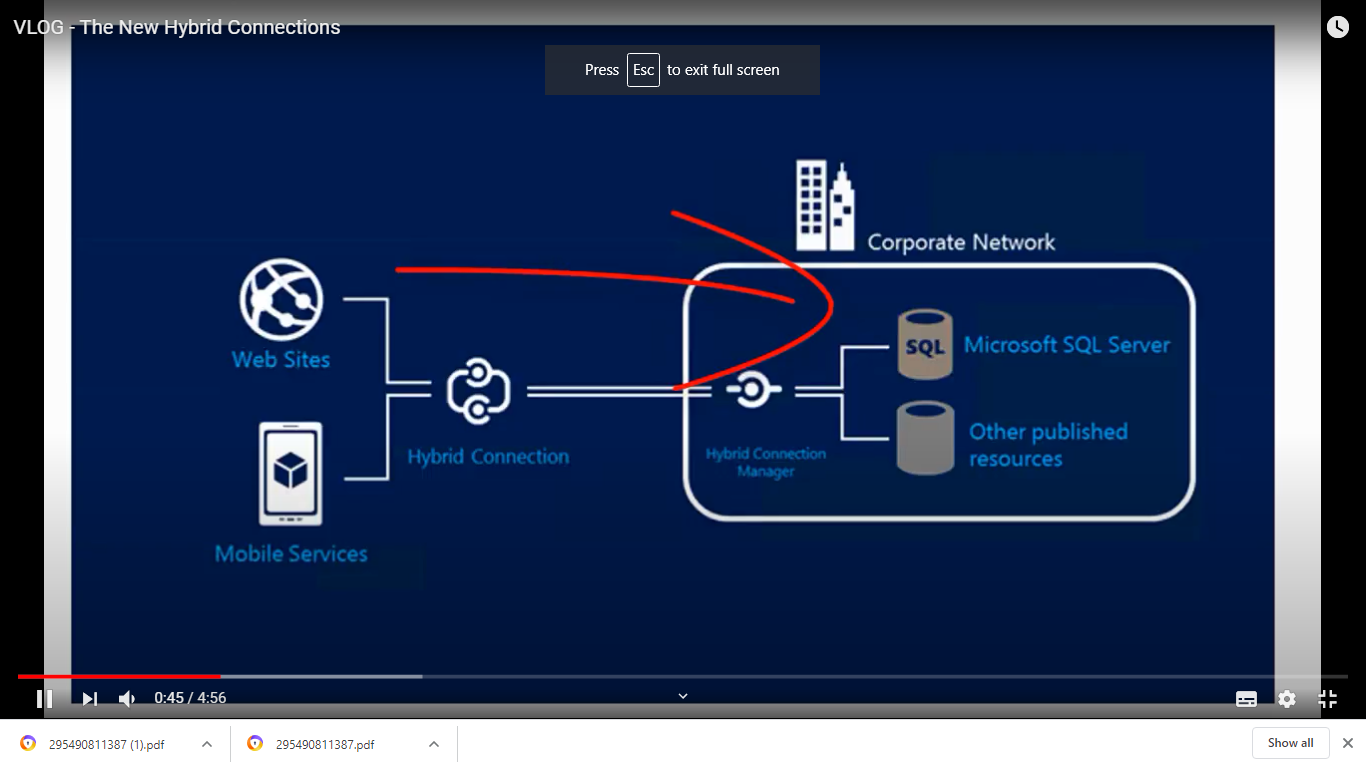 VLOG - The New Hybrid Connections
Press Esc to exit full screen
Corporate Network
Web Sites
SQL
Microsoft SQL Server
Hybrid Connection
Hybrid Connection
Manager
Other published
resources
Mobile Services
0:45 / 4:56
295490811387 (1).pdf
295490811387.pdf
Show all